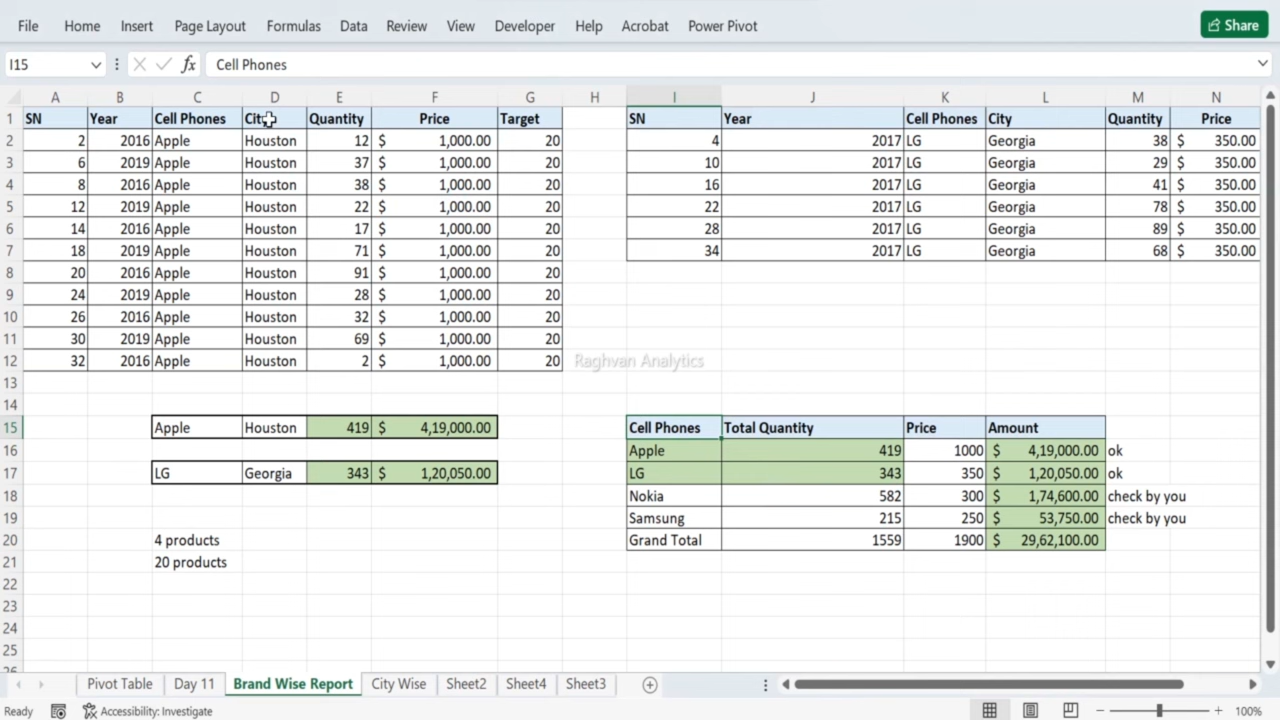 File Home Insert Page Layout Formulas Data Review View Developer Help Acrobat Power Pivot Share
I15 fx Cell Phones
A B C D E F G H I J K L M N
1 SN Year Cell Phones City Quantity Price Target SN Year Cell Phones City Quantity Price
2 2 2016 Apple Houston 12 $ 1,000.00 20 4 2017 LG Georgia 38 $ 350.00
3 6 2019 Apple Houston 37 $ 1,000.00 20 10 2017 LG Georgia 29 $ 350.00
4 8 2016 Apple Houston 38 $ 1,000.00 20 16 2017 LG Georgia 41 $ 350.00
5 12 2019 Apple Houston 22 $ 1,000.00 20 22 2017 LG Georgia 78 $ 350.00
6 14 2016 Apple Houston 17 $ 1,000.00 20 28 2017 LG Georgia 89 $ 350.00
7 18 2019 Apple Houston 71 $ 1,000.00 20 34 2017 LG Georgia 68 $ 350.00
8 20 2016 Apple Houston 91 $ 1,000.00 20
9 24 2019 Apple Houston 28 $ 1,000.00 20
10 26 2016 Apple Houston 32 $ 1,000.00 20
11 30 2019 Apple Houston 69 $ 1,000.00 20
12 32 2016 Apple Houston 2 $ 1,000.00 20 Raghvan Analytics
13
14
15 Apple Houston 419 $ 4,19,000.00 Cell Phones Total Quantity Price Amount
16 Apple 419 1000 $ 4,19,000.00 ok
17 LG Georgia 343 $ 1,20,050.00 LG 343 350 $ 1,20,050.00 ok
18 Nokia 582 300 $ 1,74,600.00 check by you
19 Samsung 215 250 $ 53,750.00 check by you
20 4 products Grand Total 1559 1900 $ 29,62,100.00
21 20 products
22
23
24
25
26
Pivot Table Day 11 Brand Wise Report City Wise Sheet2 Sheet4 Sheet3
Ready Accessibility: Investigate 100%